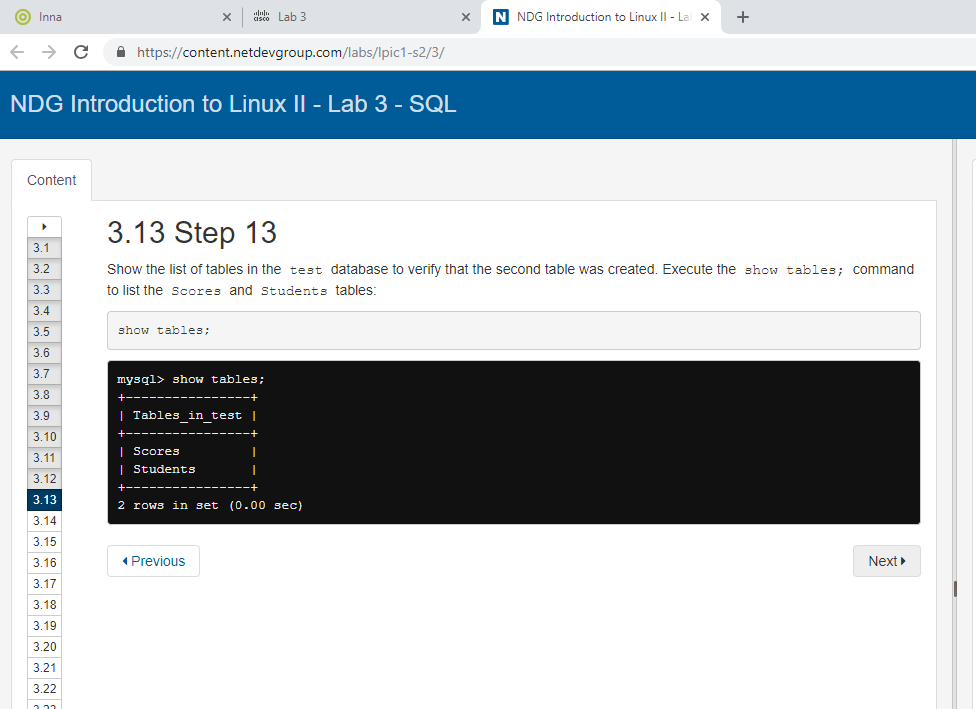 Inna
cisco Lab 3
N NDG Introduction to Linux II - La
https://content.netdevgroup.com/labs/lpic1-s2/3/
NDG Introduction to Linux II - Lab 3 - SQL
Content
3.1
3.2
3.3
3.4
3.5
3.6
3.7
3.8
3.9
3.10
3.11
3.12
3.13
3.14
3.15
3.16
3.17
3.18
3.19
3.20
3.21
3.22
3.13 Step 13
Show the list of tables in the test database to verify that the second table was created. Execute the show tables; command
to list the Scores and Students tables:
show tables;
mysql> show tables;
+----------------+
| Tables_in_test |
+----------------+
| Scores         |
| Students       |
+----------------+
2 rows in set (0.00 sec)
Previous
Next